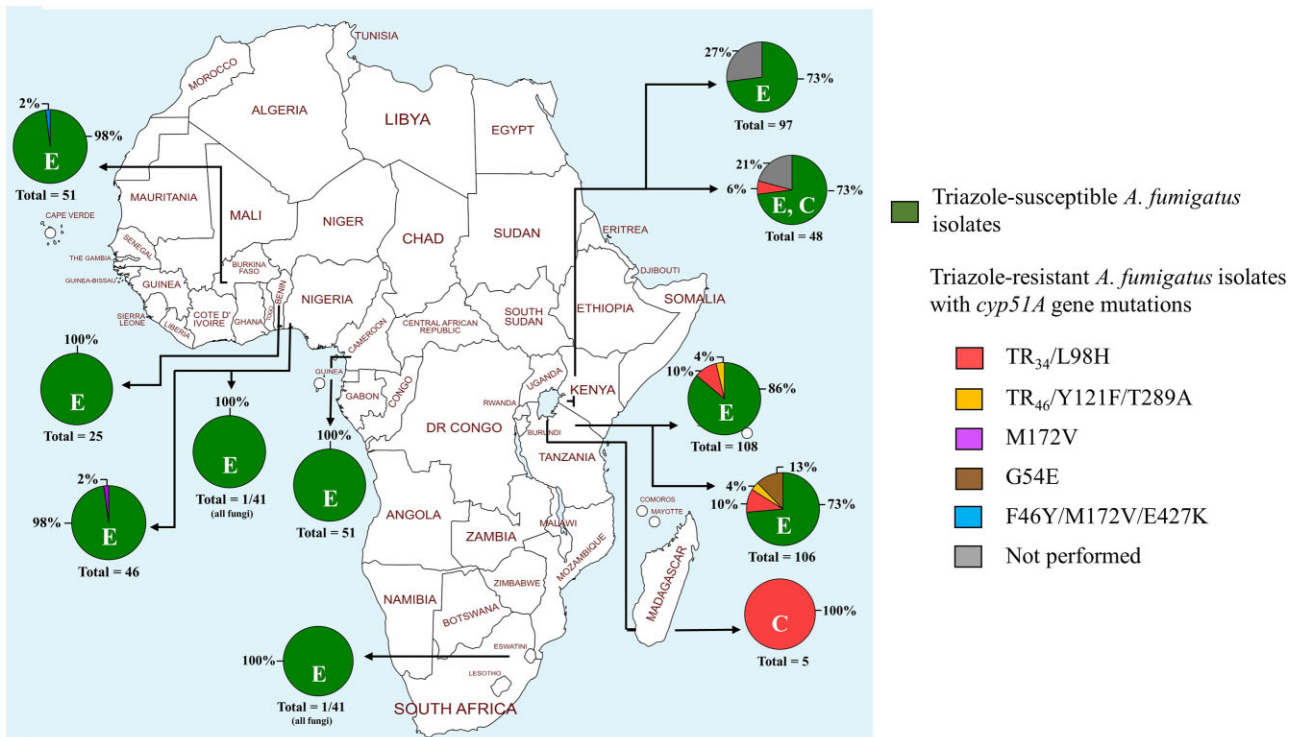 TUNISIA
MOROCCO
ALGERIA
LIBYA
EGYPT
MAURITANIA
MALI
NIGER
CHAD
SUDAN
ERITREA
CAPE VERDE
SENEGAL
THE GAMBIA
GUINEA-BISSAU
GUINEA
SIERRA
LEONE
LIBERIA
COTE D'
IVOIRE
BURKINA
FASO
GHANA
TOGO
BENIN
NIGERIA
CAMEROON
CENTRAL AFRICAN
REPUBLIC
SOUTH
SUDAN
ETHIOPIA
DJIBOUTI
SOMALIA
GUINEA
GABON
CONGO
DR CONGO
UGANDA
KENYA
RWANDA
BURUNDI
TANZANIA
COMOROS
MAYOTTE
ANGOLA
ZAMBIA
MALAWI
MOZAMBIQUE
MADAGASCAR
ZIMBABWE
NAMIBIA
BOTSWANA
ESWATINI
LESOTHO
SOUTH AFRICA
2%
98%
E
Total = 51
100%
E
Total = 25
100%
E
Total = 1/41
(all fungi)
2%
98%
E
Total = 46
100%
E
Total = 51
100%
E
Total = 1/41
(all fungi)
27%
73%
E
Total = 97
21%
6%
73%
E, C
Total = 48
4%
10%
86%
E
Total = 108
13%
4%
10%
73%
E
Total = 106
100%
C
Total = 5
Triazole-susceptible A. fumigatus
isolates
Triazole-resistant A. fumigatus isolates
with cyp51A gene mutations
TR34/L98H
TR46/Y121F/T289A
M172V
G54E
F46Y/M172V/E427K
Not performed